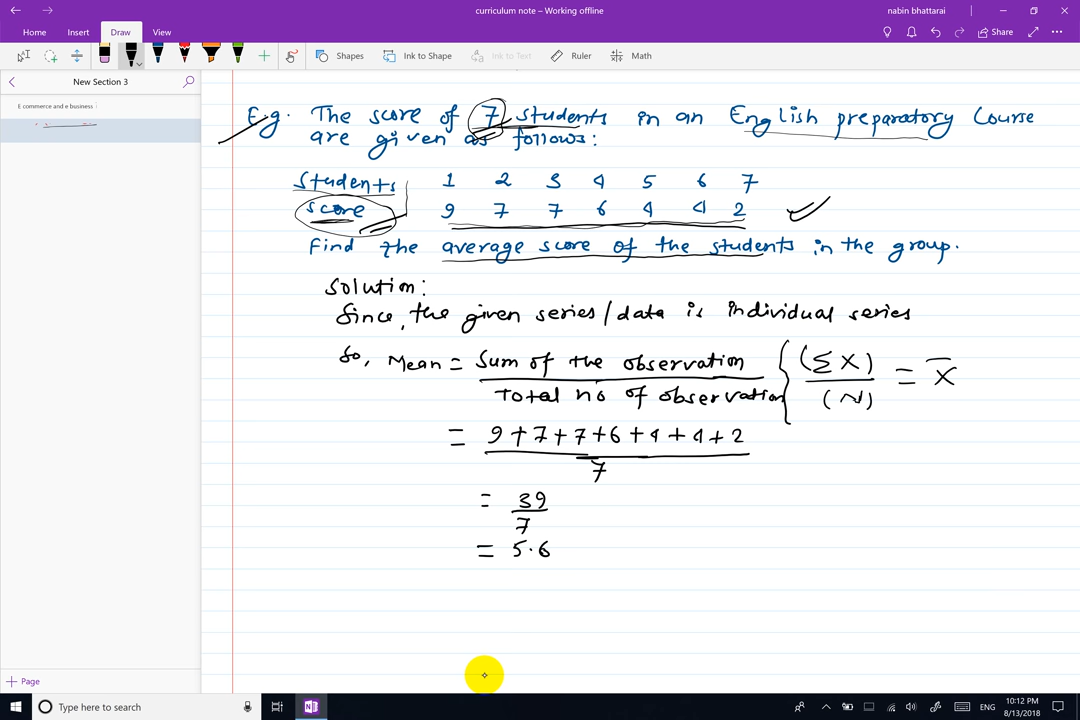 curriculum note – Working offline
nabin bhattarai
Home Insert Draw View
Share
Shapes Ink to Shape Ink to Text Ruler Math
New Section 3
E commerce and e business
E.g. The score of 7 students in an English preparatory Course
are given as follows:
Students 1 2 3 4 5 6 7
score 9 7 7 6 4 4 2
Find the average score of the students in the group.
Solution:
Since, the given series/data is individual series
So, Mean = Sum of the observation / Total no of observation { (Σ X) / (N) = X̄
= 9+7+7+6+4+4+2
7
= 39
7
= 5.6
Page
Type here to search
ENG
10:12 PM
8/13/2018